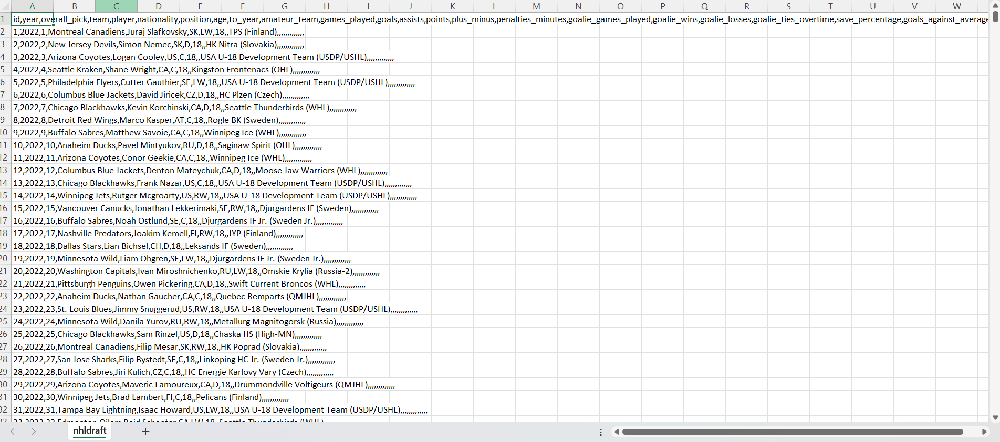 A B C D E F G H I J K L M N O P Q R S T U V W
1 id,year,overall_pick,team,player,nationality,position,age,to_year,amateur_team,games_played,goals,assists,points,plus_minus,penalties_minutes,goalie_games_played,goalie_wins,goalie_losses,goalie_ties_overtime,save_percentage,goals_against_average
2 1,2022,1,Montreal Canadiens,Juraj Slafkovsky,SK,LW,18,,TPS (Finland),,,,,,,,,,,,,
3 2,2022,2,New Jersey Devils,Simon Nemec,SK,D,18,,HK Nitra (Slovakia),,,,,,,,,,,,,
4 3,2022,3,Arizona Coyotes,Logan Cooley,US,C,18,,USA U-18 Development Team (USDP/USHL),,,,,,,,,,,,,
5 4,2022,4,Seattle Kraken,Shane Wright,CA,C,18,,Kingston Frontenacs (OHL),,,,,,,,,,,,,
6 5,2022,5,Philadelphia Flyers,Cutter Gauthier,SE,LW,18,,USA U-18 Development Team (USDP/USHL),,,,,,,,,,,,,
7 6,2022,6,Columbus Blue Jackets,David Jiricek,CZ,D,18,,HC Plzen (Czech),,,,,,,,,,,,,
8 7,2022,7,Chicago Blackhawks,Kevin Korchinski,CA,D,18,,Seattle Thunderbirds (WHL),,,,,,,,,,,,,
9 8,2022,8,Detroit Red Wings,Marco Kasper,AT,C,18,,Rogle BK (Sweden),,,,,,,,,,,,,
10 9,2022,9,Buffalo Sabres,Matthew Savoie,CA,C,18,,Winnipeg Ice (WHL),,,,,,,,,,,,,
11 10,2022,10,Anaheim Ducks,Pavel Mintyukov,RU,D,18,,Saginaw Spirit (OHL),,,,,,,,,,,,,
12 11,2022,11,Arizona Coyotes,Conor Geekie,CA,C,18,,Winnipeg Ice (WHL),,,,,,,,,,,,,
13 12,2022,12,Columbus Blue Jackets,Denton Mateychuk,CA,D,18,,Moose Jaw Warriors (WHL),,,,,,,,,,,,,
14 13,2022,13,Chicago Blackhawks,Frank Nazar,US,C,18,,USA U-18 Development Team (USDP/USHL),,,,,,,,,,,,,
15 14,2022,14,Winnipeg Jets,Rutger Mcgroarty,US,RW,18,,USA U-18 Development Team (USDP/USHL),,,,,,,,,,,,,
16 15,2022,15,Vancouver Canucks,Jonathan Lekkerimaki,SE,RW,18,,Djurgardens IF (Sweden),,,,,,,,,,,,,
17 16,2022,16,Buffalo Sabres,Noah Ostlund,SE,C,18,,Djurgardens IF Jr. (Sweden Jr.),,,,,,,,,,,,,
18 17,2022,17,Nashville Predators,Joakim Kemell,FI,RW,18,,JYP (Finland),,,,,,,,,,,,,
19 18,2022,18,Dallas Stars,Lian Bichsel,CH,D,18,,Leksands IF (Sweden),,,,,,,,,,,,,
20 19,2022,19,Minnesota Wild,Liam Ohgren,SE,LW,18,,Djurgardens IF Jr. (Sweden Jr.),,,,,,,,,,,,,
21 20,2022,20,Washington Capitals,Ivan Miroshnichenko,RU,LW,18,,Omskie Krylia (Russia-2),,,,,,,,,,,,,
22 21,2022,21,Pittsburgh Penguins,Owen Pickering,CA,D,18,,Swift Current Broncos (WHL),,,,,,,,,,,,,
23 22,2022,22,Anaheim Ducks,Nathan Gaucher,CA,C,18,,Quebec Remparts (QMJHL),,,,,,,,,,,,,
24 23,2022,23,St. Louis Blues,Jimmy Snuggerud,US,RW,18,,USA U-18 Development Team (USDP/USHL),,,,,,,,,,,,,
25 24,2022,24,Minnesota Wild,Danila Yurov,RU,RW,18,,Metallurg Magnitogorsk (Russia),,,,,,,,,,,,,
26 25,2022,25,Chicago Blackhawks,Sam Rinzel,US,D,18,,Chaska HS (High-MN),,,,,,,,,,,,,
27 26,2022,26,Montreal Canadiens,Filip Mesar,SK,RW,18,,HK Poprad (Slovakia),,,,,,,,,,,,,
28 27,2022,27,San Jose Sharks,Filip Bystedt,SE,C,18,,Linkoping HC Jr. (Sweden Jr.),,,,,,,,,,,,,
29 28,2022,28,Buffalo Sabres,Jiri Kulich,CZ,C,18,,HC Energie Karlovy Vary (Czech),,,,,,,,,,,,,
30 29,2022,29,Arizona Coyotes,Maveric Lamoureux,CA,D,18,,Drummondville Voltigeurs (QMJHL),,,,,,,,,,,,,
31 30,2022,30,Winnipeg Jets,Brad Lambert,FI,C,18,,Pelicans (Finland),,,,,,,,,,,,,
32 31,2022,31,Tampa Bay Lightning,Isaac Howard,US,LW,18,,USA U-18 Development Team (USDP/USHL),,,,,,,,,,,,,
nhldraft